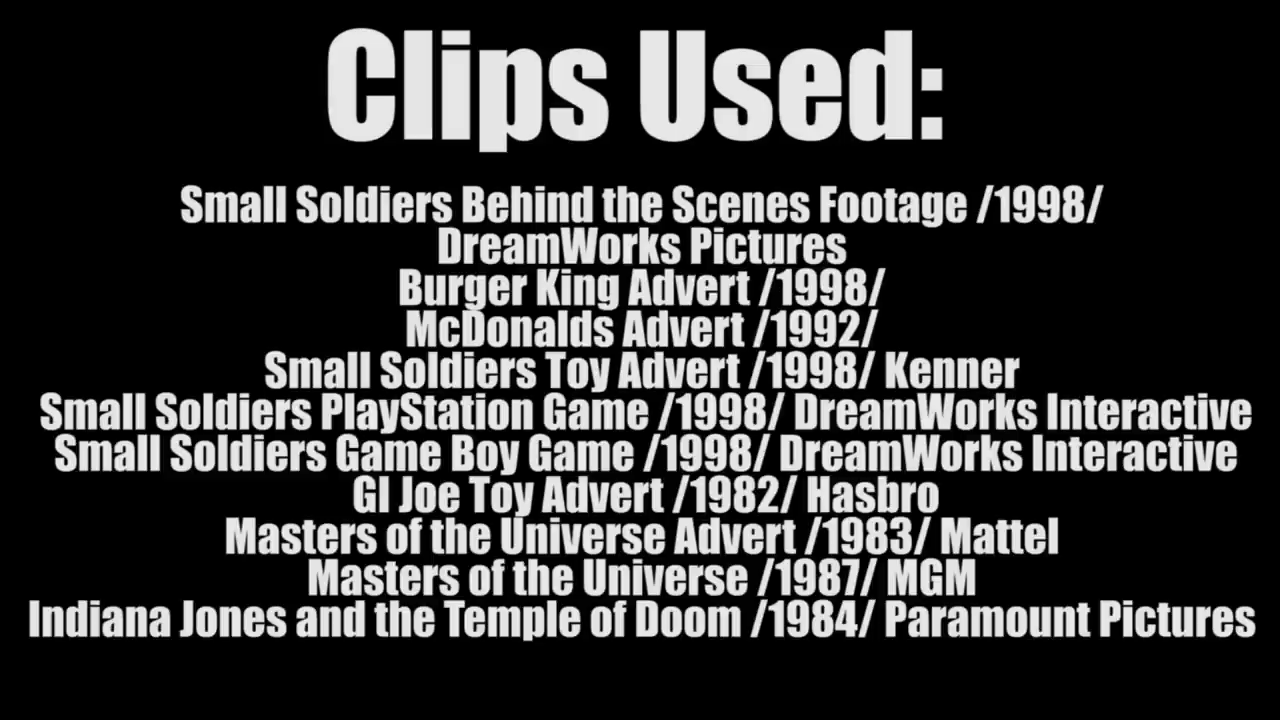 Clips Used:
Small Soldiers Behind the Scenes Footage /1998/
DreamWorks Pictures
Burger King Advert /1998/
McDonalds Advert /1992/
Small Soldiers Toy Advert /1998/ Kenner
Small Soldiers PlayStation Game /1998/ DreamWorks Interactive
Small Soldiers Game Boy Game /1998/ DreamWorks Interactive
GI Joe Toy Advert /1982/ Hasbro
Masters of the Universe Advert /1983/ Mattel
Masters of the Universe /1987/ MGM
Indiana Jones and the Temple of Doom /1984/ Paramount Pictures